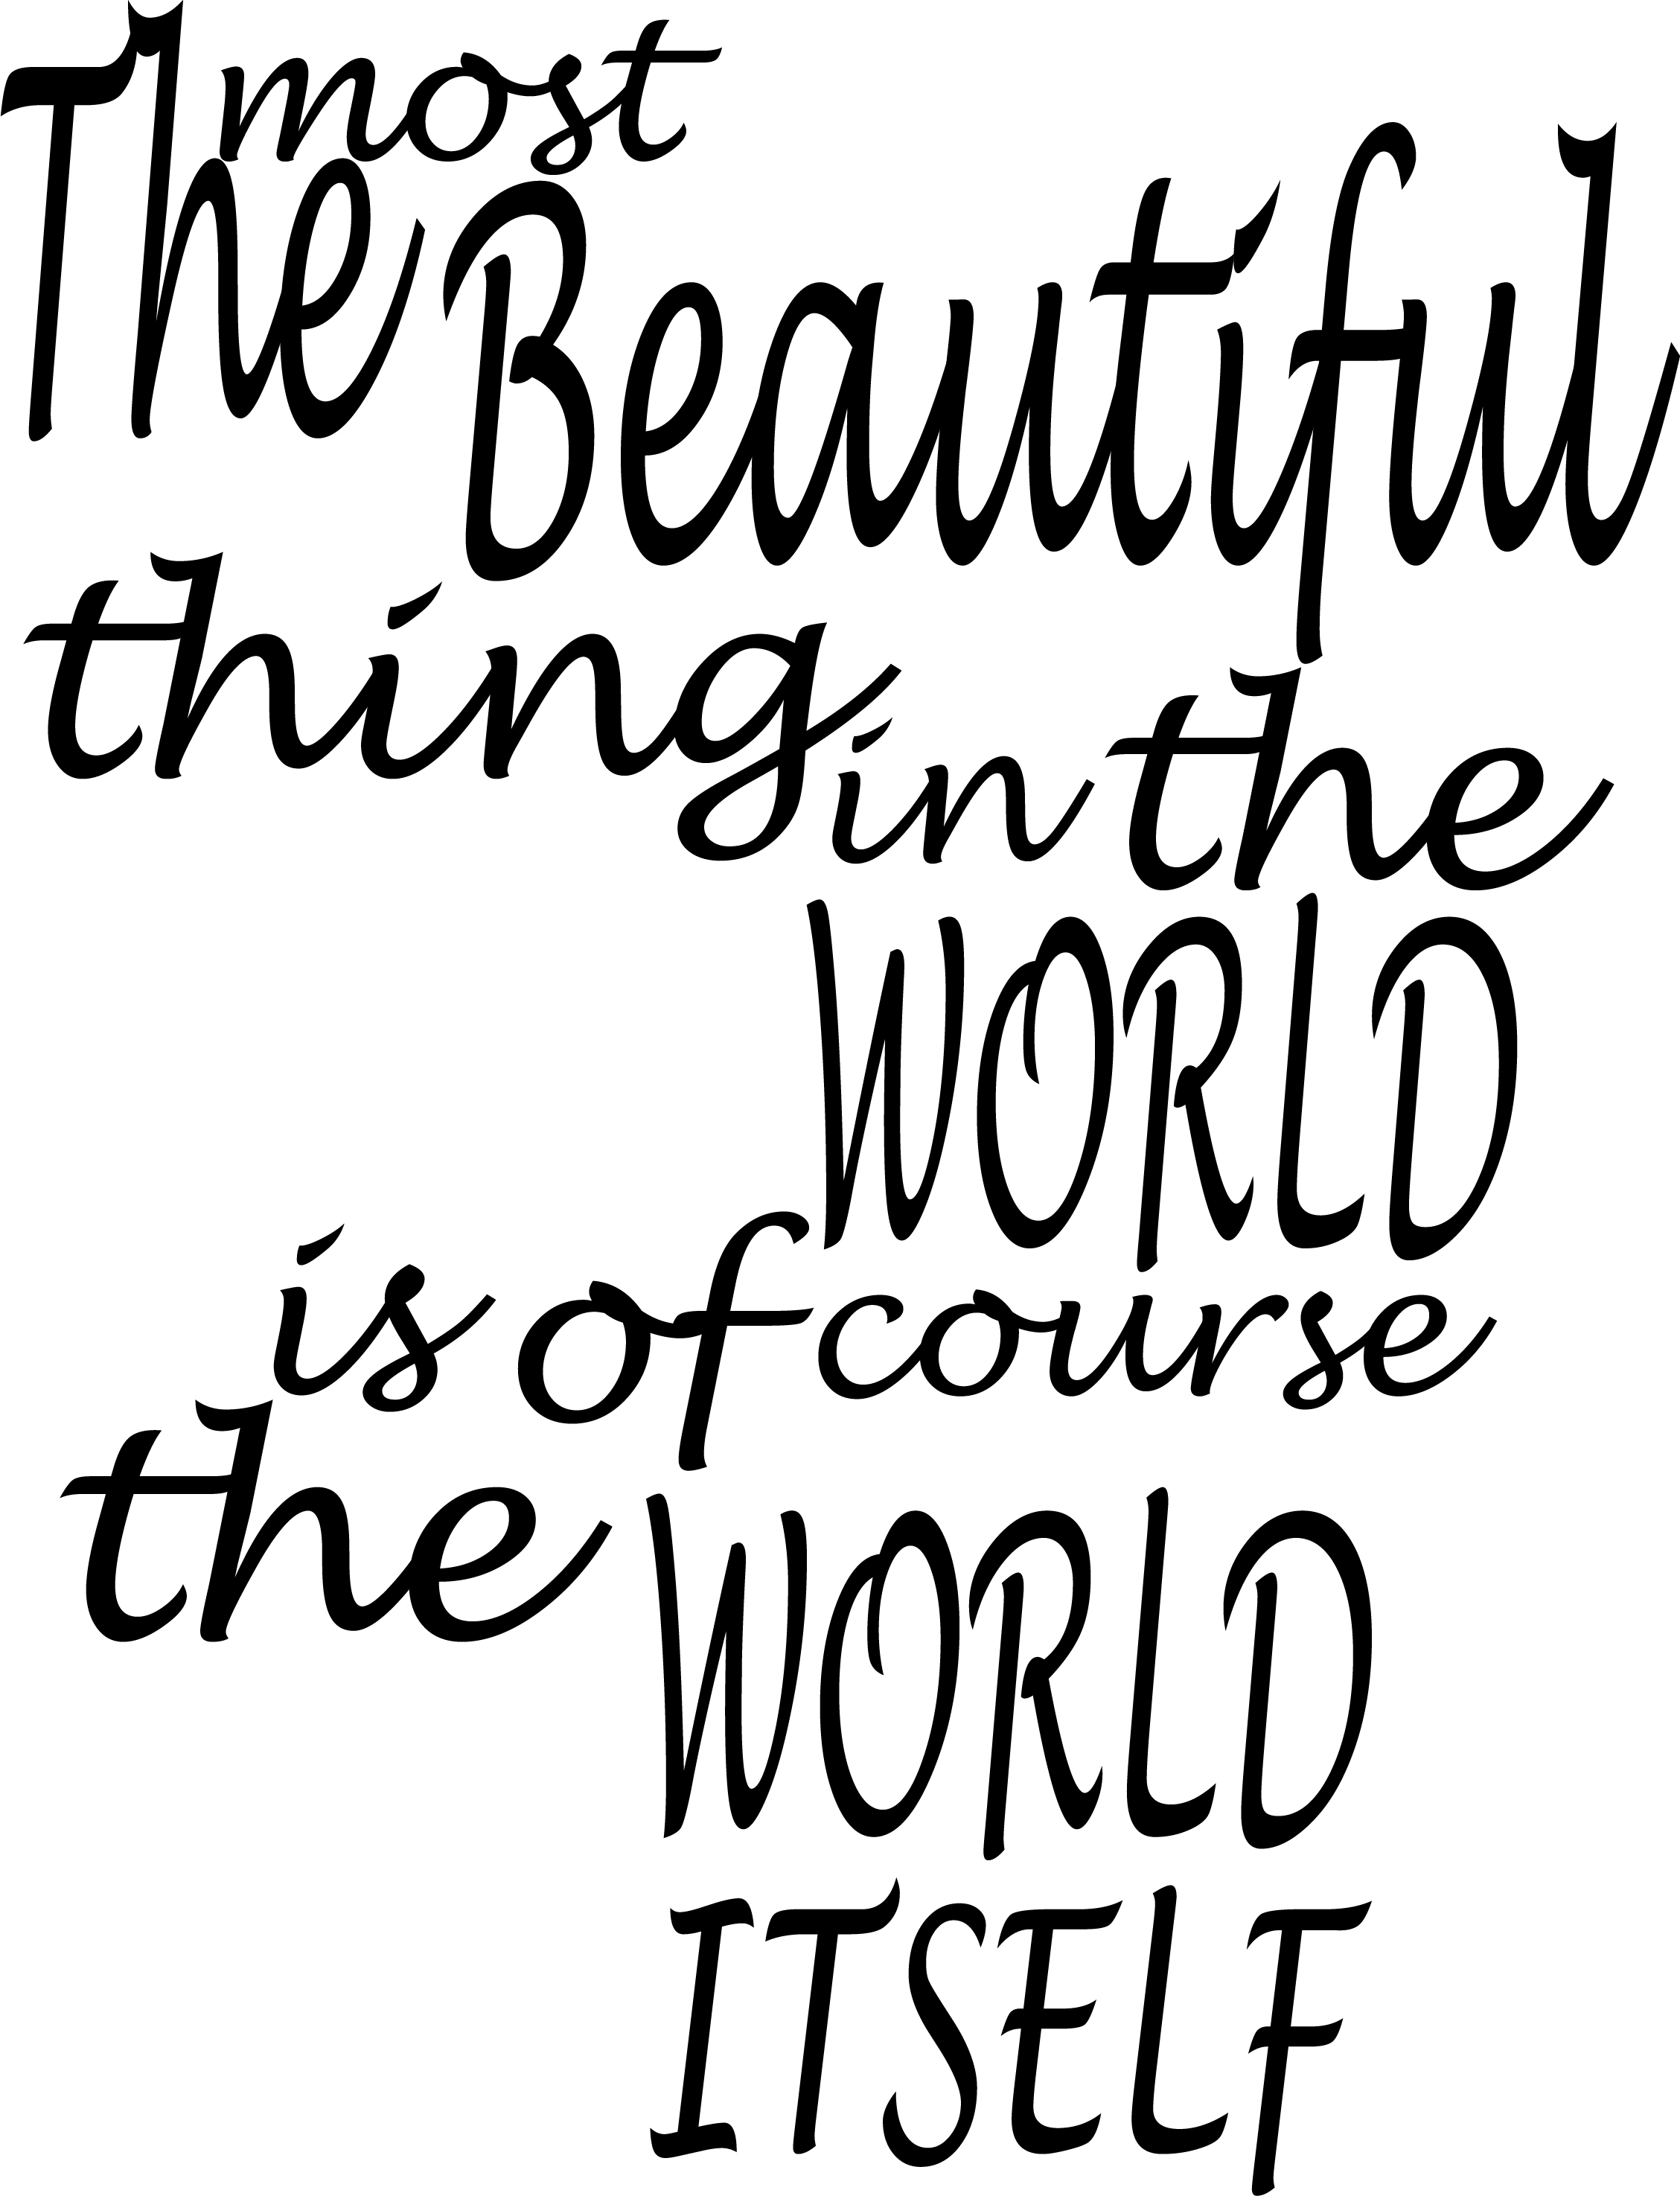 The most
Beautiful
thing in the
WORLD
is of course
the WORLD
ITSELF